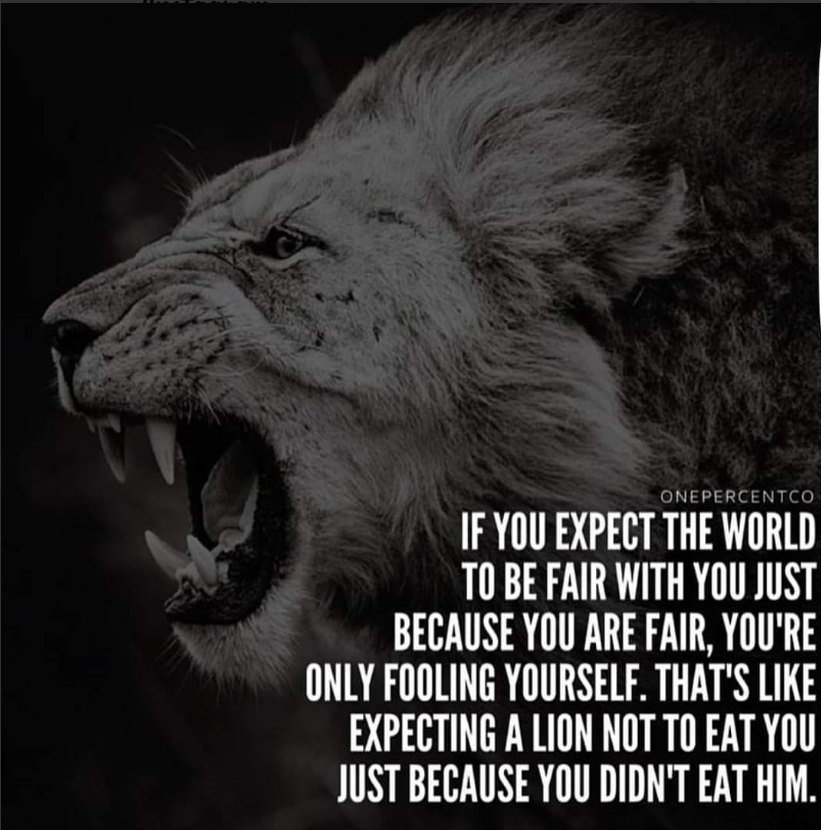 ONEPERCENTCO
IF YOU EXPECT THE WORLD
TO BE FAIR WITH YOU JUST
BECAUSE YOU ARE FAIR, YOU'RE
ONLY FOOLING YOURSELF. THAT'S LIKE
EXPECTING A LION NOT TO EAT YOU
JUST BECAUSE YOU DIDN'T EAT HIM.